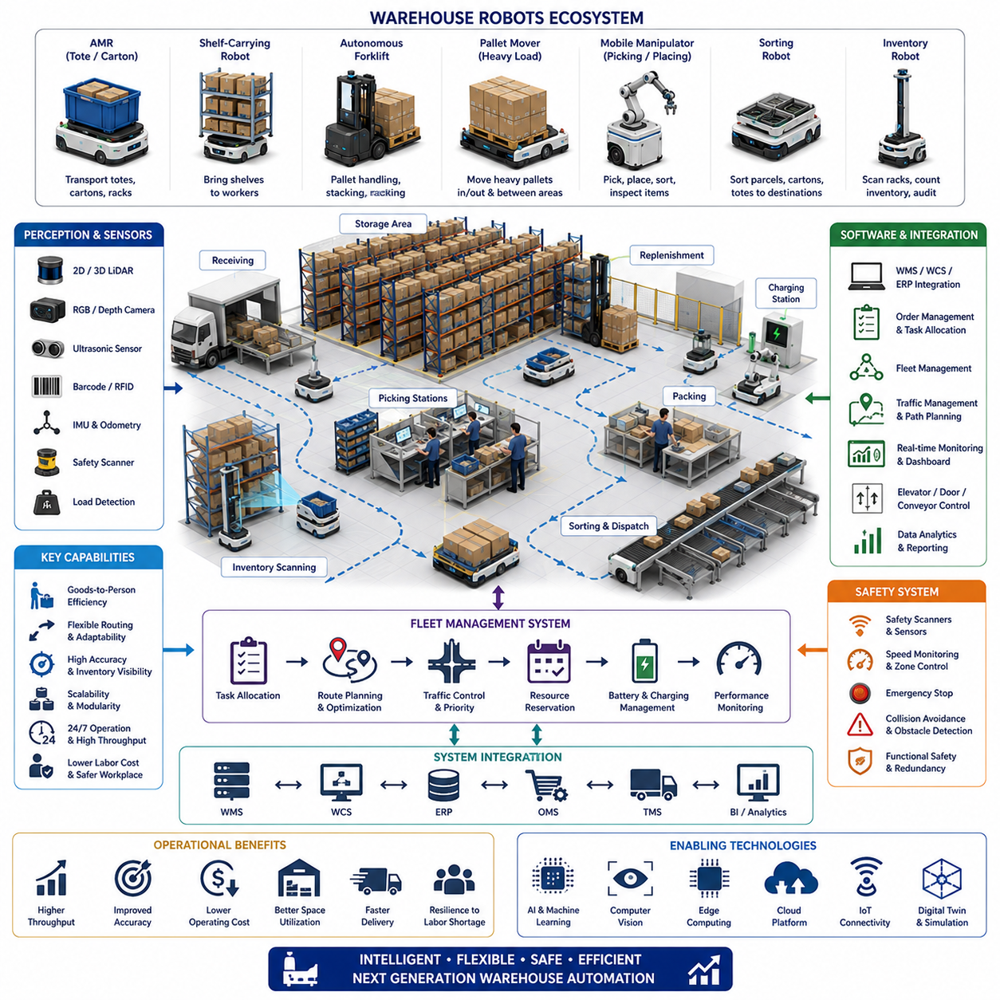 WAREHOUSE ROBOTS ECOSYSTEM
AMR
(Tote / Carton)
Transport totes,
cartons, racks
Shelf-Carrying
Robot
Bring shelves
to workers
Autonomous
Forklift
Pallet handling,
stacking, racking
Pallet Mover
(Heavy Load)
Move heavy pallets
in/out & between areas
Mobile Manipulator
(Picking / Placing)
Pick, place, sort,
inspect items
Sorting
Robot
Sort parcels, cartons,
totes to destinations
Inventory
Robot
Scan racks, count
inventory, audit
PERCEPTION & SENSORS
2D / 3D LiDAR
RGB / Depth Camera
Ultrasonic Sensor
Barcode / RFID
IMU & Odometry
Safety Scanner
Load Detection
Storage Area
Receiving
Replenishment
Charging
Station
Picking Stations
Packing
Sorting & Dispatch
Inventory Scanning
SOFTWARE & INTEGRATION
WMS / WCS /
ERP Integration
Order Management
& Task Allocation
Fleet Management
Traffic Management
& Path Planning
Real-time Monitoring
& Dashboard
Elevator / Door /
Conveyor Control
Data Analytics
& Reporting
KEY CAPABILITIES
Goods-to-Person
Efficiency
Flexible Routing
& Adaptability
High Accuracy
& Inventory Visibility
Scalability
& Modularity
24
24/7 Operation
& High Throughput
Lower Labor Cost
& Safer Workplace
FLEET MANAGEMENT SYSTEM
Task Allocation
Route Planning
& Optimization
Traffic Control
& Priority
Resource
Reservation
Battery & Charging
Management
Performance
Monitoring
SAFETY SYSTEM
Safety Scanners
& Sensors
Speed Monitoring
& Zone Control
Emergency Stop
Collision Avoidance
& Obstacle Detection
Functional Safety
& Redundancy
SYSTEM INTEGRATION
WMS
WCS
ERP
OMS
TMS
BI / Analytics
OPERATIONAL BENEFITS
Higher
Throughput
Improved
Accuracy
$
Lower
Operating Cost
Better Space
Utilization
Faster
Delivery
Resilience to
Labor Shortage
ENABLING TECHNOLOGIES
AI & Machine
Learning
Computer
Vision
Edge
Computing
Cloud
Platform
IoT
Connectivity
Digital Twin
& Simulation
INTELLIGENT • FLEXIBLE • SAFE • EFFICIENT
NEXT GENERATION WAREHOUSE AUTOMATION